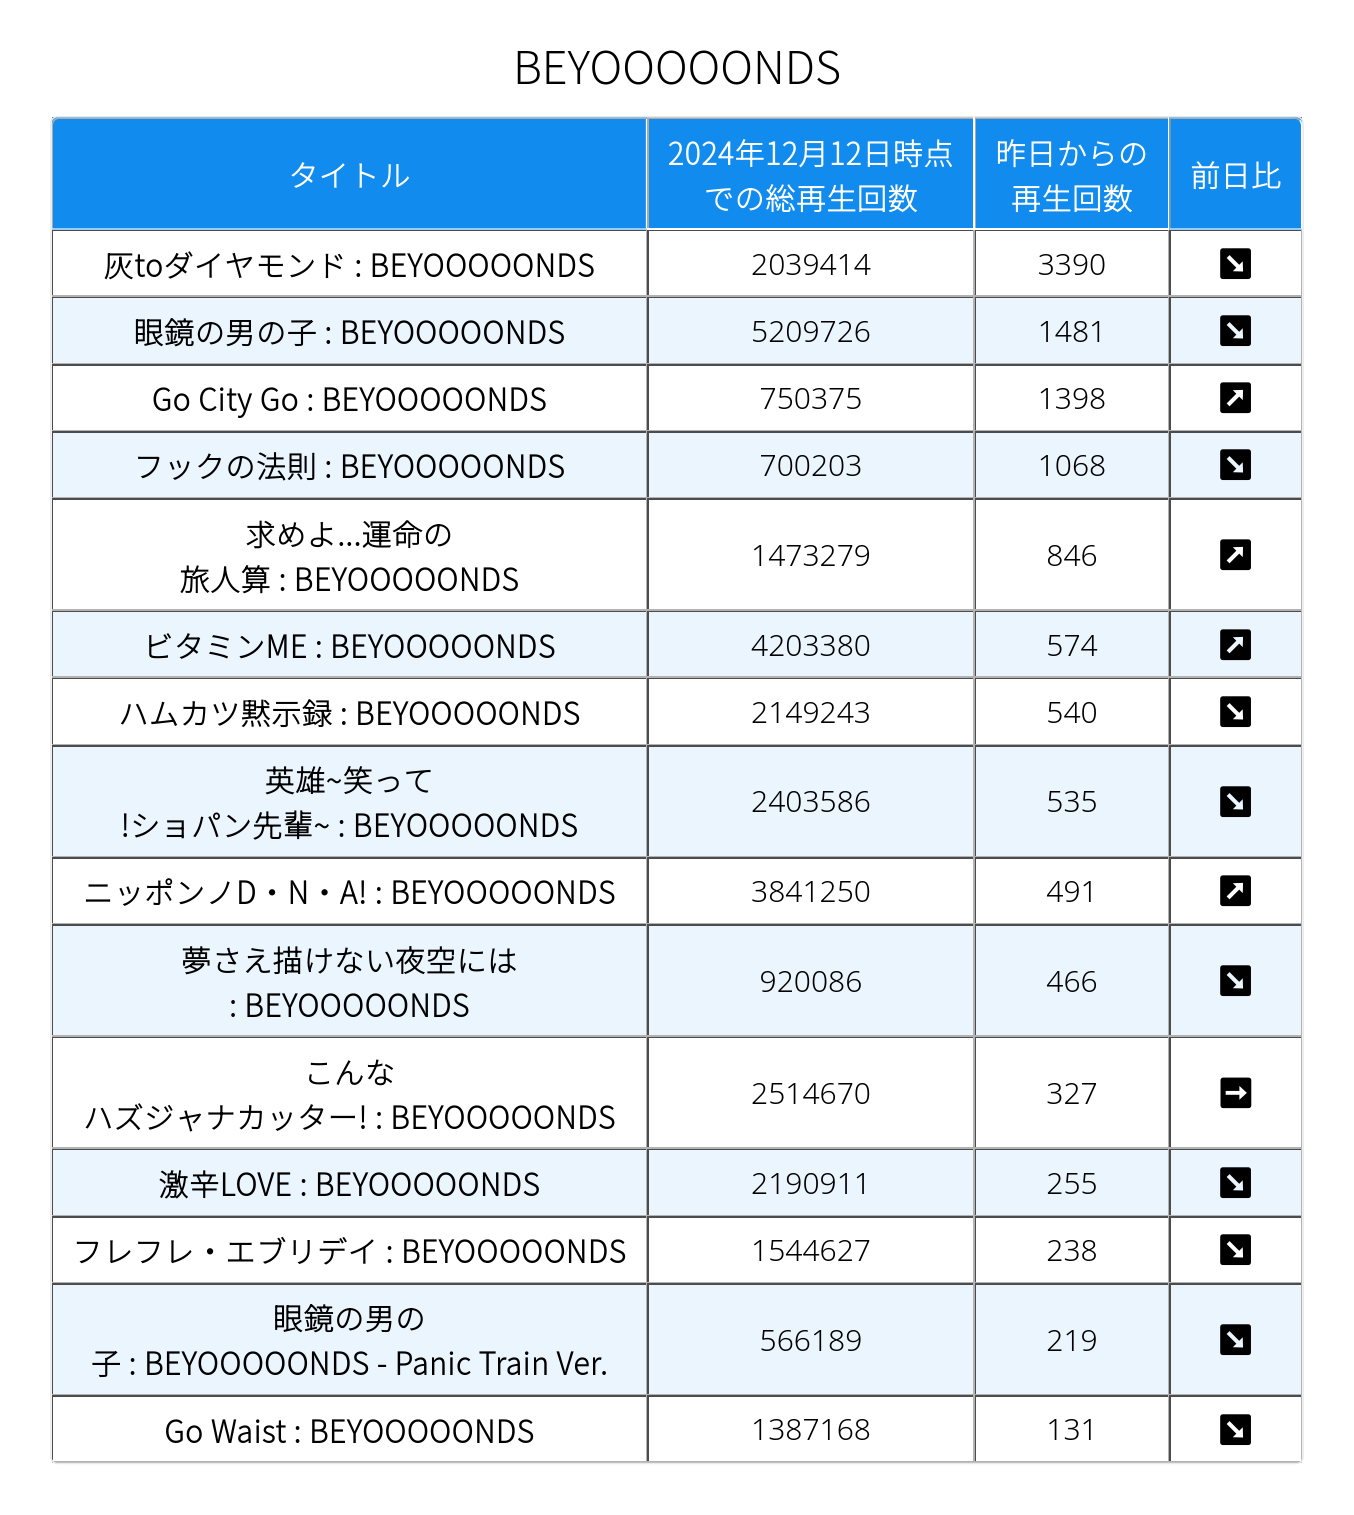 BEYOOOOONDS
タイトル
2024年12月12日時点
での総再生回数
昨日からの
再生回数
前日比
灰toダイヤモンド : BEYOOOOONDS
2039414
3390
眼鏡の男の子 : BEYOOOOONDS
5209726
1481
Go City Go : BEYOOOOONDS
750375
1398
フックの法則 : BEYOOOOONDS
700203
1068
求めよ...運命の
旅人算 : BEYOOOOONDS
1473279
846
ビタミンME : BEYOOOOONDS
4203380
574
ハムカツ黙示録 : BEYOOOOONDS
2149243
540
英雄~笑って
!ショパン先輩~ : BEYOOOOONDS
2403586
535
ニッポンノD・N・A! : BEYOOOOONDS
3841250
491
夢さえ描けない夜空には
: BEYOOOOONDS
920086
466
こんな
ハズジャナカッター! : BEYOOOOONDS
2514670
327
激辛LOVE : BEYOOOOONDS
2190911
255
フレフレ・エブリデイ : BEYOOOOONDS
1544627
238
眼鏡の男の
子 : BEYOOOOONDS - Panic Train Ver.
566189
219
Go Waist : BEYOOOOONDS
1387168
131